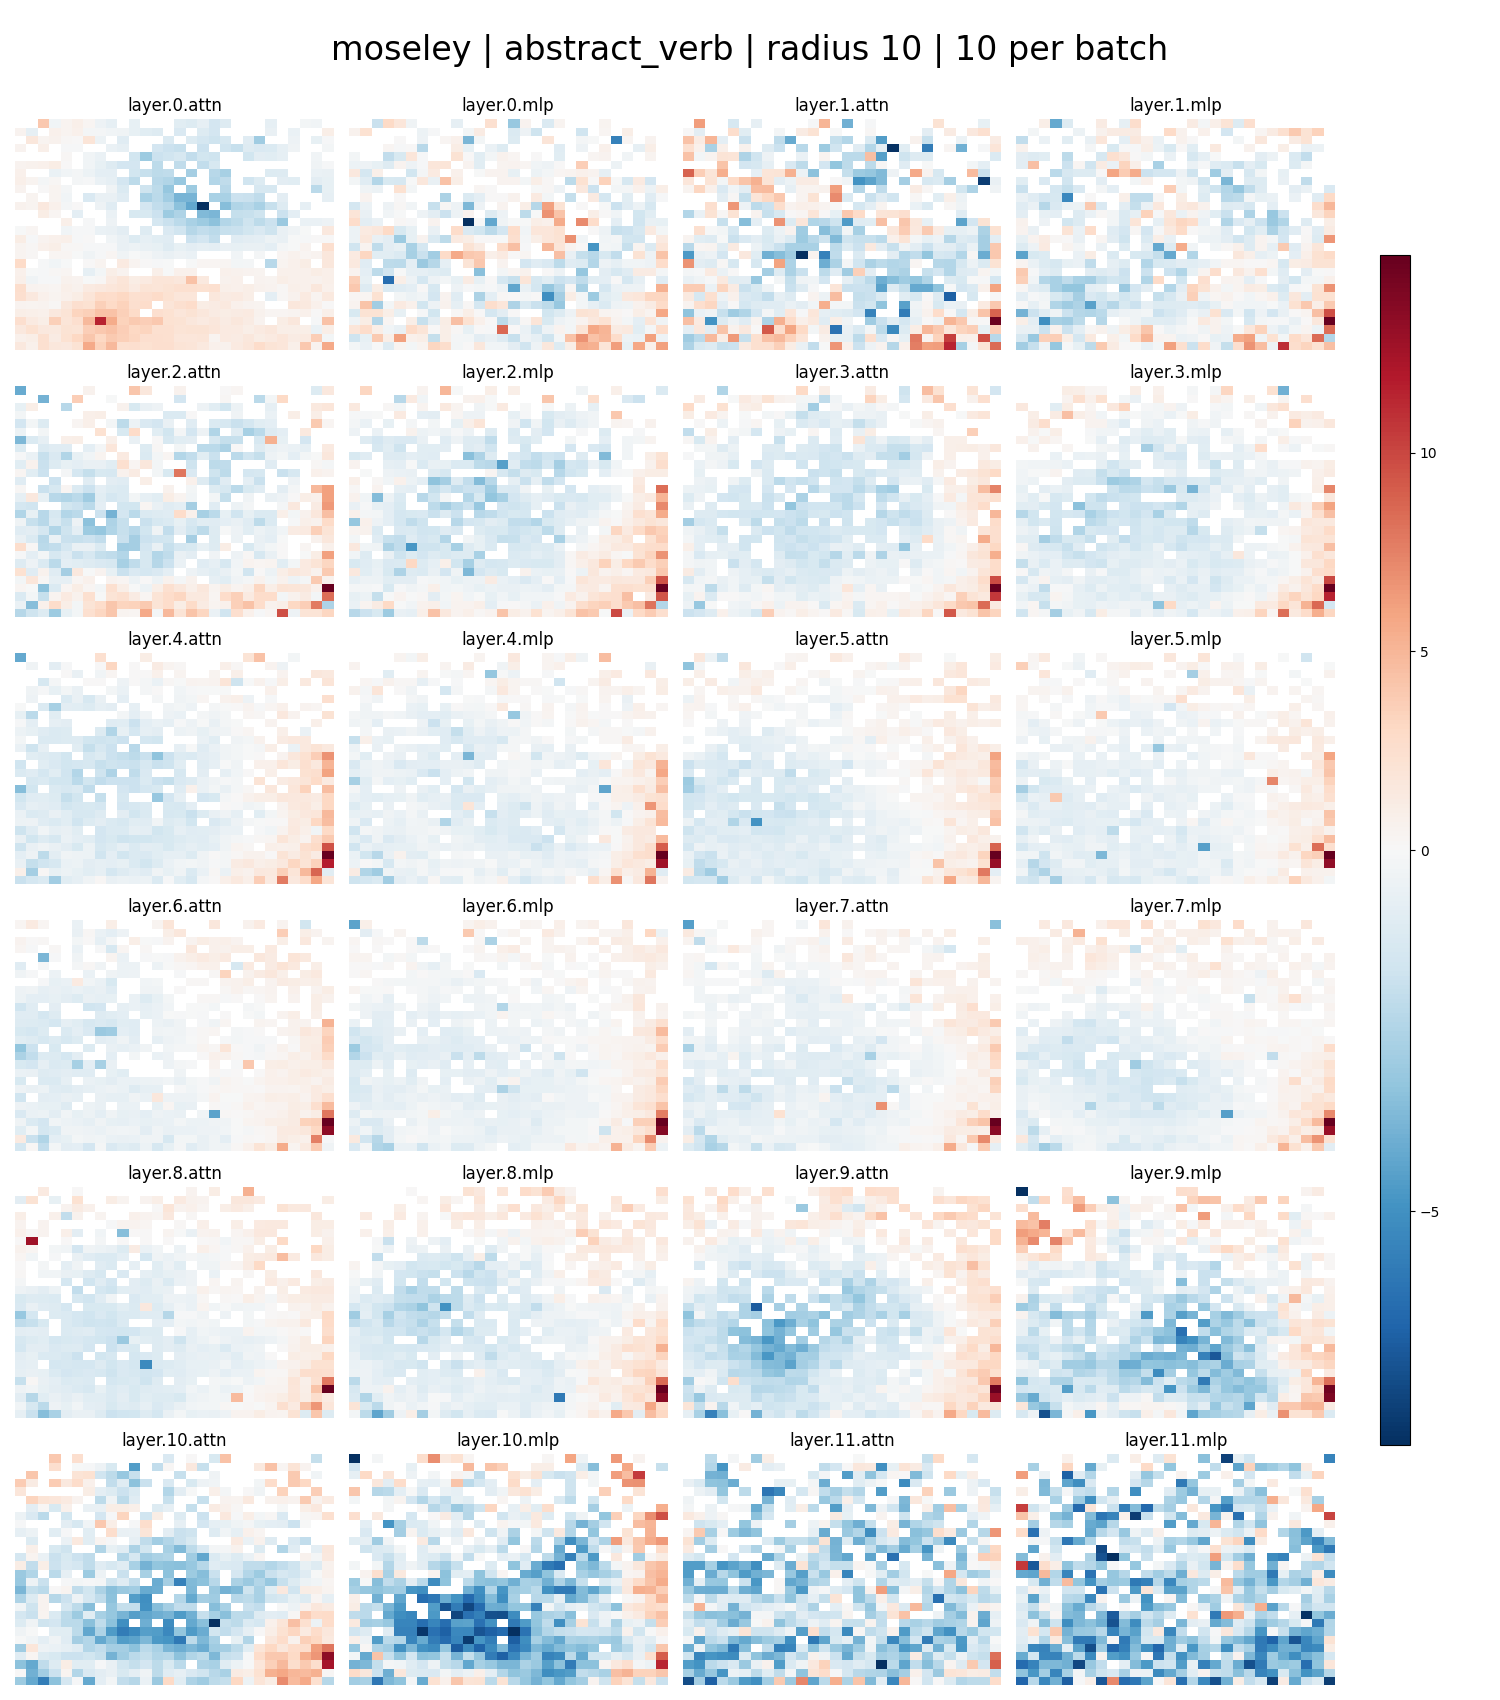 moseley | abstract_verb | radius 10 | 10 per batch
layer.0.attn layer.0.mlp layer.1.attn layer.1.mlp
layer.2.attn layer.2.mlp layer.3.attn layer.3.mlp
layer.4.attn layer.4.mlp layer.5.attn layer.5.mlp
layer.6.attn layer.6.mlp layer.7.attn layer.7.mlp
layer.8.attn layer.8.mlp layer.9.attn layer.9.mlp
layer.10.attn layer.10.mlp layer.11.attn layer.11.mlp
10
5
0
−5